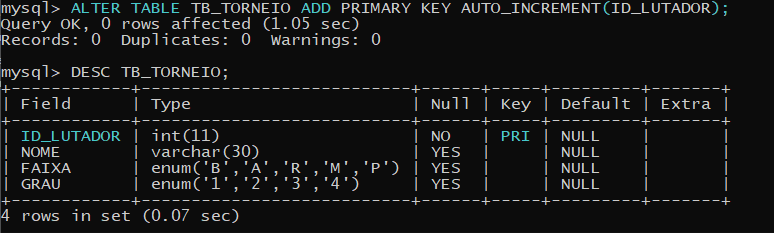 mysql> ALTER TABLE TB_TORNEIO ADD PRIMARY KEY AUTO_INCREMENT(ID_LUTADOR);
Query OK, 0 rows affected (1.05 sec)
Records: 0  Duplicates: 0  Warnings: 0
mysql> DESC TB_TORNEIO;
+------------+---------------------------+------+-----+---------+-------+
| Field      | Type                      | Null | Key | Default | Extra |
+------------+---------------------------+------+-----+---------+-------+
| ID_LUTADOR | int(11)                   | NO   | PRI | NULL    |       |
| NOME       | varchar(30)               | YES  |     | NULL    |       |
| FAIXA      | enum('B','A','R','M','P') | YES  |     | NULL    |       |
| GRAU       | enum('1','2','3','4')     | YES  |     | NULL    |       |
+------------+---------------------------+------+-----+---------+-------+
4 rows in set (0.07 sec)